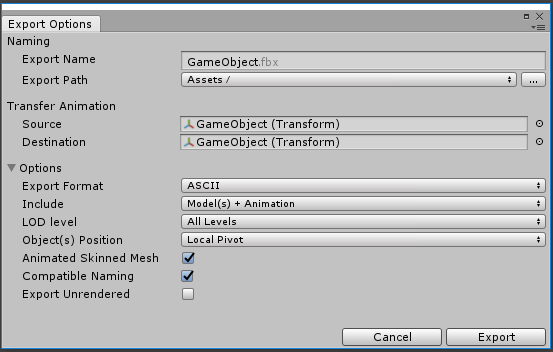 Export Options
Naming
Export Name GameObject.fbx
Export Path Assets / ...
Transfer Animation
Source GameObject (Transform)
Destination GameObject (Transform)
Options
Export Format ASCII
Include Model(s) + Animation
LOD level All Levels
Object(s) Position Local Pivot
Animated Skinned Mesh
Compatible Naming
Export Unrendered
Cancel Export